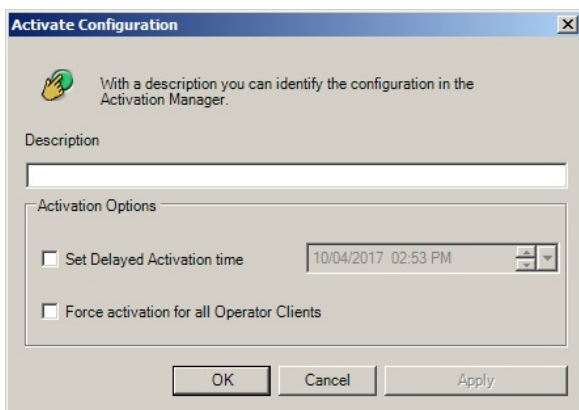 Activate Configuration
With a description you can identify the configuration in the
Activation Manager.
Description
Activation Options
Set Delayed Activation time
10/04/2017 02:53 PM
Force activation for all Operator Clients
OK
Cancel
Apply